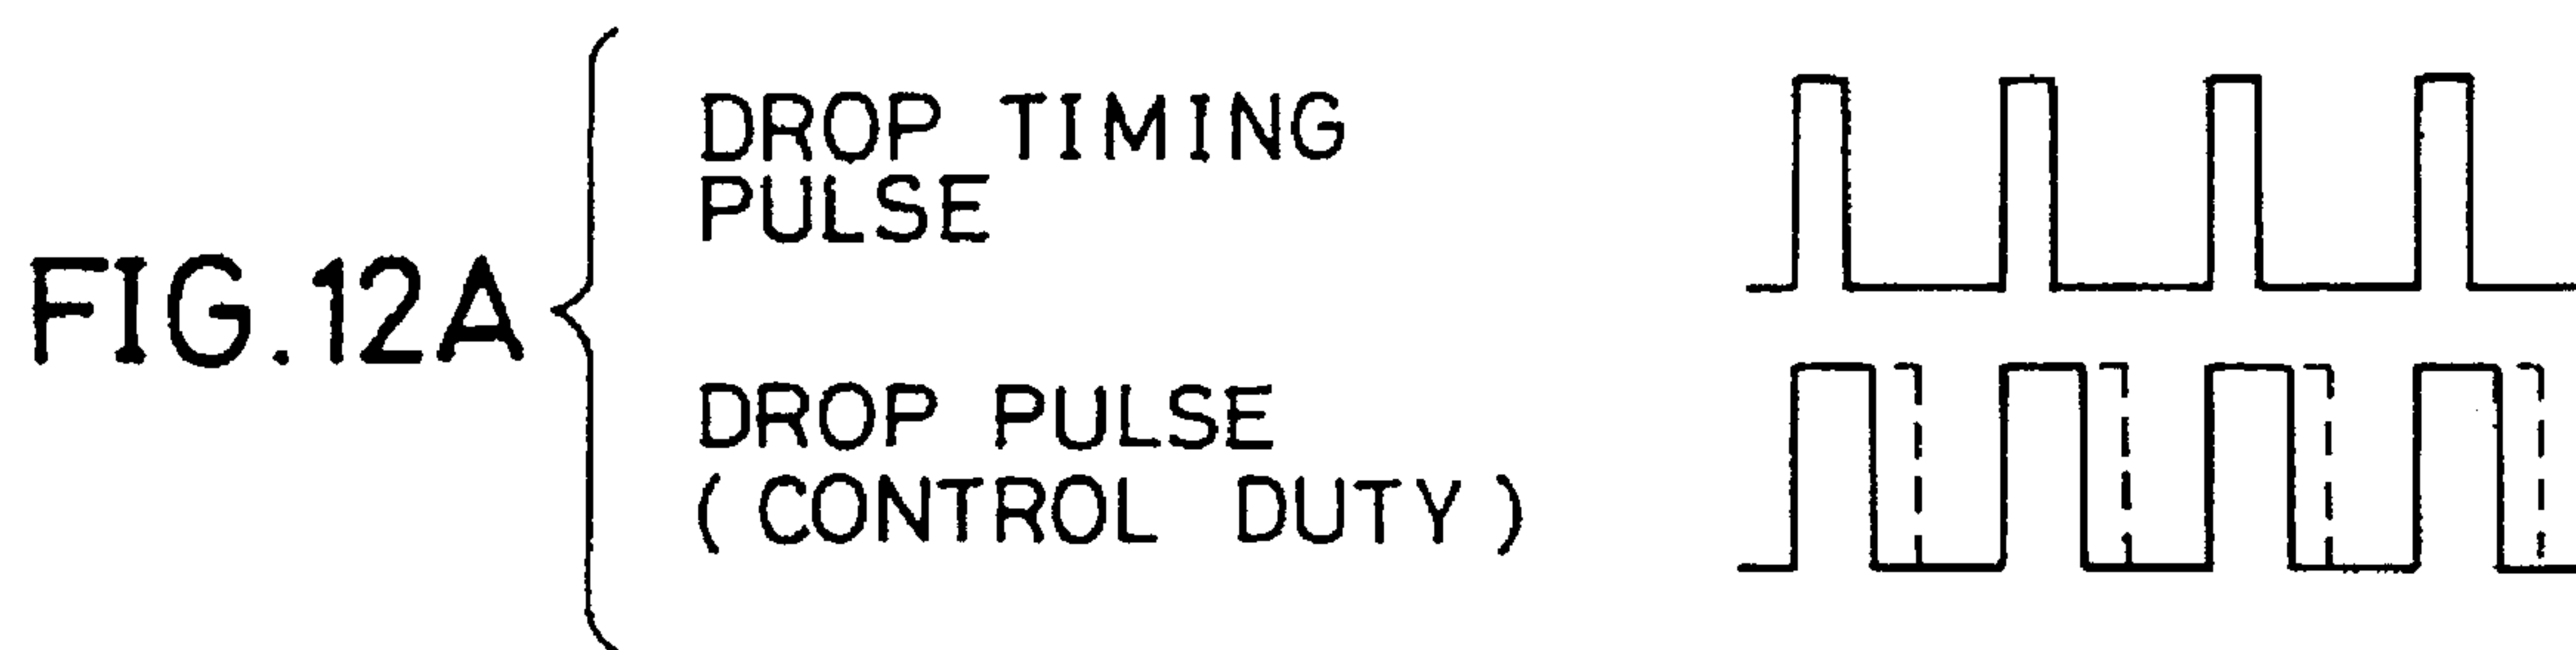 FIG.12A
DROP TIMING
PULSE
DROP PULSE
(CONTROL DUTY)